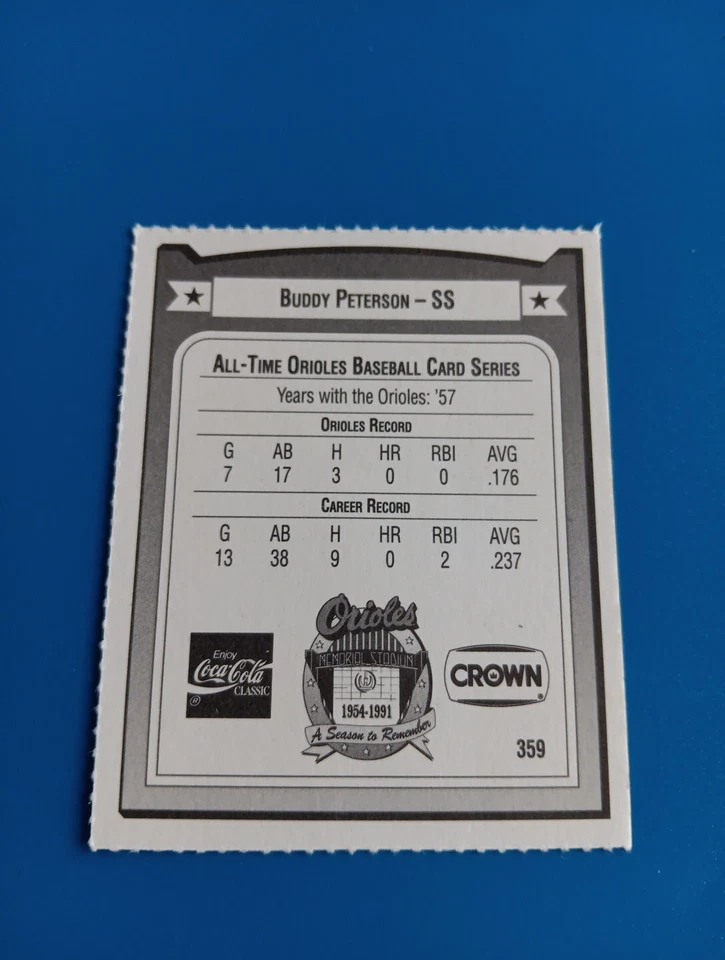 BUDDY PETERSON – SS
ALL-TIME ORIOLES BASEBALL CARD SERIES
Years with the Orioles: '57
ORIOLES RECORD
G AB H HR RBI AVG
7 17 3 0 0 .176
CAREER RECORD
G AB H HR RBI AVG
13 38 9 0 2 .237
Enjoy
Coca-Cola
CLASSIC
®
Orioles
MEMORIAL STADIUM
1954-1991
A Season to Remember
CROWN
®
359